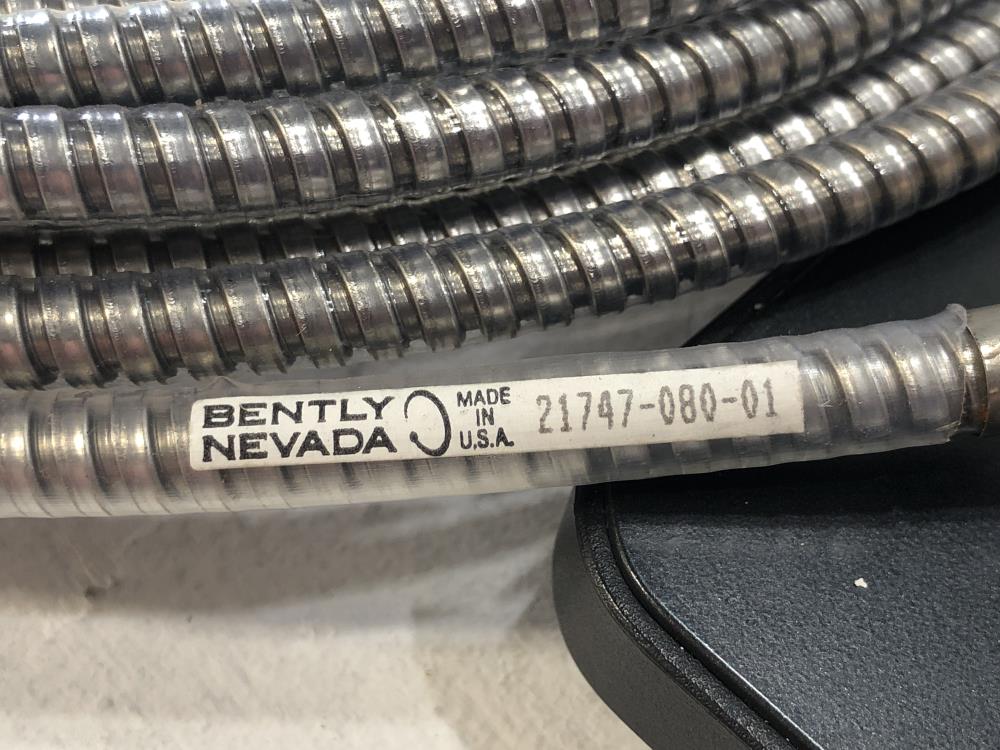 BENTLY
NEVADA
MADE
IN
U.S.A.
21747-080-01